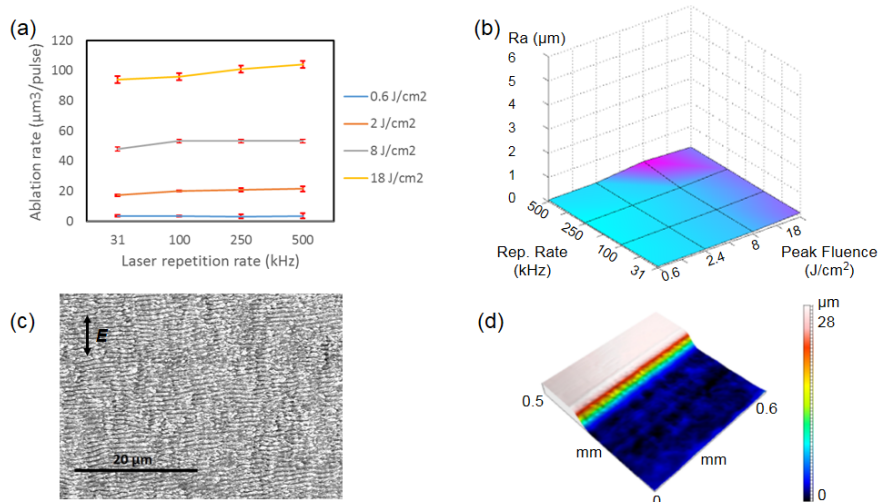 (a)
120
100
80
60
40
20
0
Ablation rate (µm3/pulse)
31 100 250 500
Laser repetition rate (kHz)
0.6 J/cm2
2 J/cm2
8 J/cm2
18 J/cm2
(b)
Ra (µm)
6
5
4
3
2
1
0
500
250
100
31
Rep. Rate
(kHz)
0.6
2.4
8
18
Peak Fluence
(J/cm²)
(c)
E
20 µm
(d)
µm
28
0
0.5
mm
0.6
mm
0